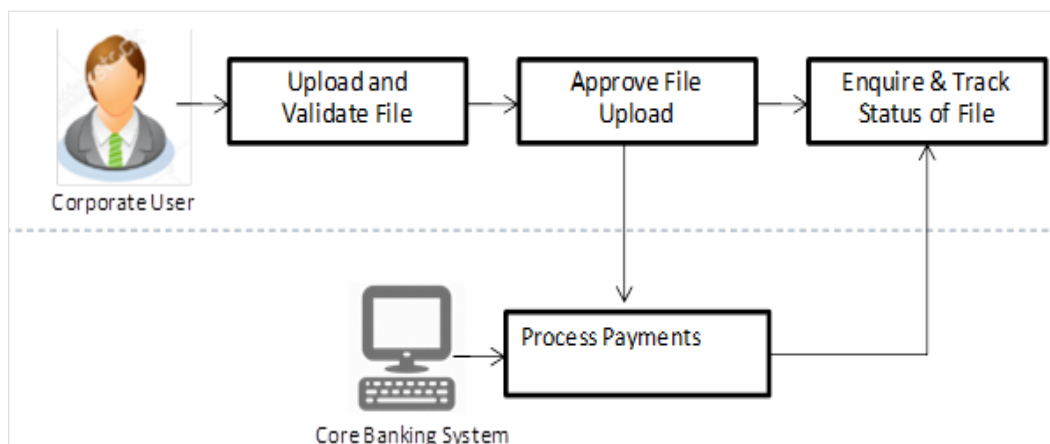 Upload and
Validate File
Approve File
Upload
Enquire & Track
Status of File
Corporate User
Process Payments
Core Banking System